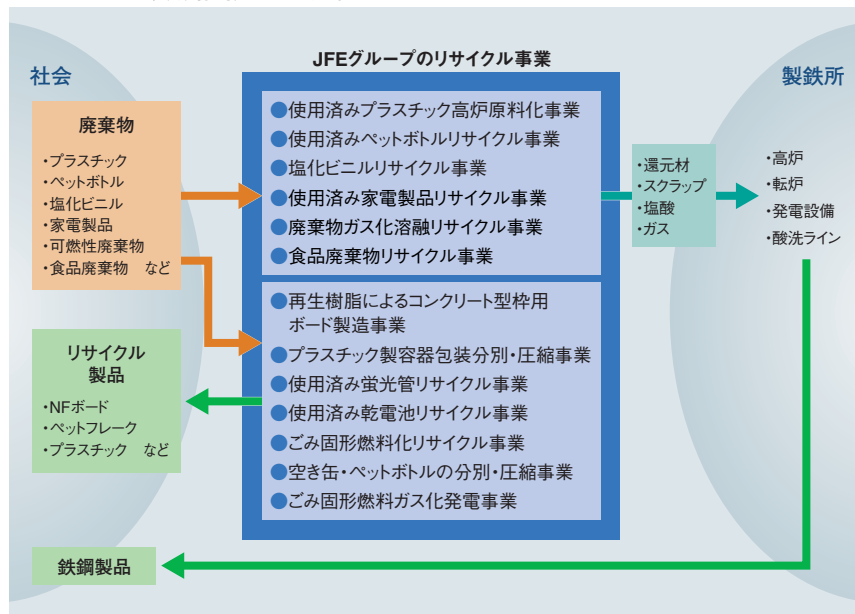 JFEグループのリサイクル事業
社会
製鉄所
廃棄物
・プラスチック
・ペットボトル
・塩化ビニル
・家電製品
・可燃性廃棄物
・食品廃棄物　など
●使用済みプラスチック高炉原料化事業
●使用済みペットボトルリサイクル事業
●塩化ビニルリサイクル事業
●使用済み家電製品リサイクル事業
●廃棄物ガス化溶融リサイクル事業
●食品廃棄物リサイクル事業
・還元材
・スクラップ
・塩酸
・ガス
・高炉
・転炉
・発電設備
・酸洗ライン
●再生樹脂によるコンクリート型枠用
ボード製造事業
●プラスチック製容器包装分別・圧縮事業
●使用済み蛍光管リサイクル事業
●使用済み乾電池リサイクル事業
●ごみ固形燃料化リサイクル事業
●空き缶・ペットボトルの分別・圧縮事業
●ごみ固形燃料ガス化発電事業
リサイクル
製品
・NFボード
・ペットフレーク
・プラスチック　など
鉄鋼製品